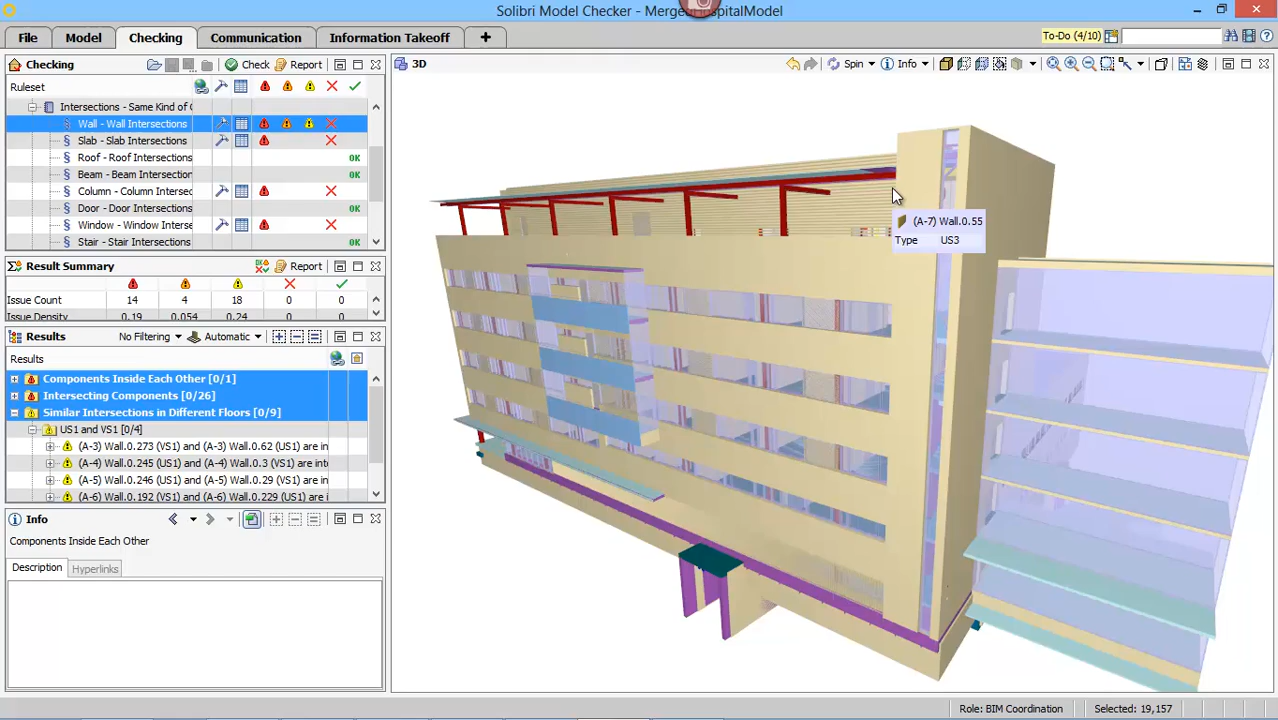 Solibri Model Checker - MergedHospitalModel
File Model Checking Communication Information Takeoff +
To-Do (4/10)
Checking Check Report
Ruleset
Intersections - Same Kind of C
§ Wall - Wall Intersections
§ Slab - Slab Intersections
§ Roof - Roof Intersections OK
§ Beam - Beam Intersections OK
§ Column - Column Intersec
§ Door - Door Intersections OK
§ Window - Window Intersec
§ Stair - Stair Intersections OK
Result Summary Report
Issue Count 14 4 18 0 0
Issue Density 0.19 0.054 0.24 0 0
Results No Filtering Automatic
Results
Components Inside Each Other [0/1]
Intersecting Components [0/26]
Similar Intersections in Different Floors [0/9]
US1 and VS1 [0/4]
(A-3) Wall.0.273 (VS1) and (A-3) Wall.0.62 (US1) are in
(A-4) Wall.0.245 (US1) and (A-4) Wall.0.3 (VS1) are inte
(A-5) Wall.0.246 (US1) and (A-5) Wall.0.29 (VS1) are in
(A-6) Wall.0.192 (VS1) and (A-6) Wall.0.229 (US1) are in
Info
Components Inside Each Other
Description Hyperlinks
3D Spin Info
(A-7) Wall.0.55
Type US3
Role: BIM Coordination Selected: 19,157